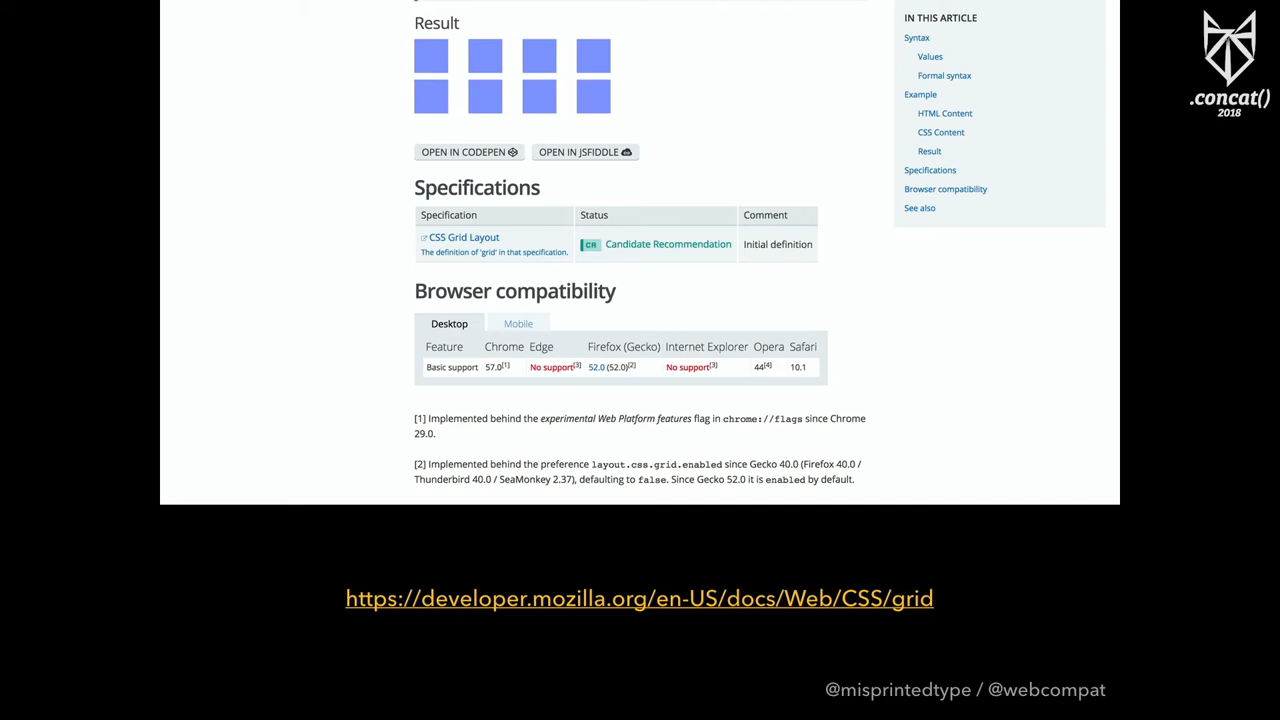 Result
OPEN IN CODEPEN OPEN IN JSFIDDLE
Specifications
Specification Status Comment
CSS Grid Layout
The definition of 'grid' in that specification.
CR Candidate Recommendation
Initial definition
Browser compatibility
Desktop Mobile
Feature Chrome Edge Firefox (Gecko) Internet Explorer Opera Safari
Basic support 57.0[1] No support[3] 52.0 (52.0)[2] No support[3] 44[4] 10.1
[1] Implemented behind the experimental Web Platform features flag in chrome://flags since Chrome
29.0.
[2] Implemented behind the preference layout.css.grid.enabled since Gecko 40.0 (Firefox 40.0 /
Thunderbird 40.0 / SeaMonkey 2.37), defaulting to false. Since Gecko 52.0 it is enabled by default.
IN THIS ARTICLE
Syntax
Values
Formal syntax
Example
HTML Content
CSS Content
Result
Specifications
Browser compatibility
See also
.concat()
2018
https://developer.mozilla.org/en-US/docs/Web/CSS/grid
@misprintedtype / @webcompat